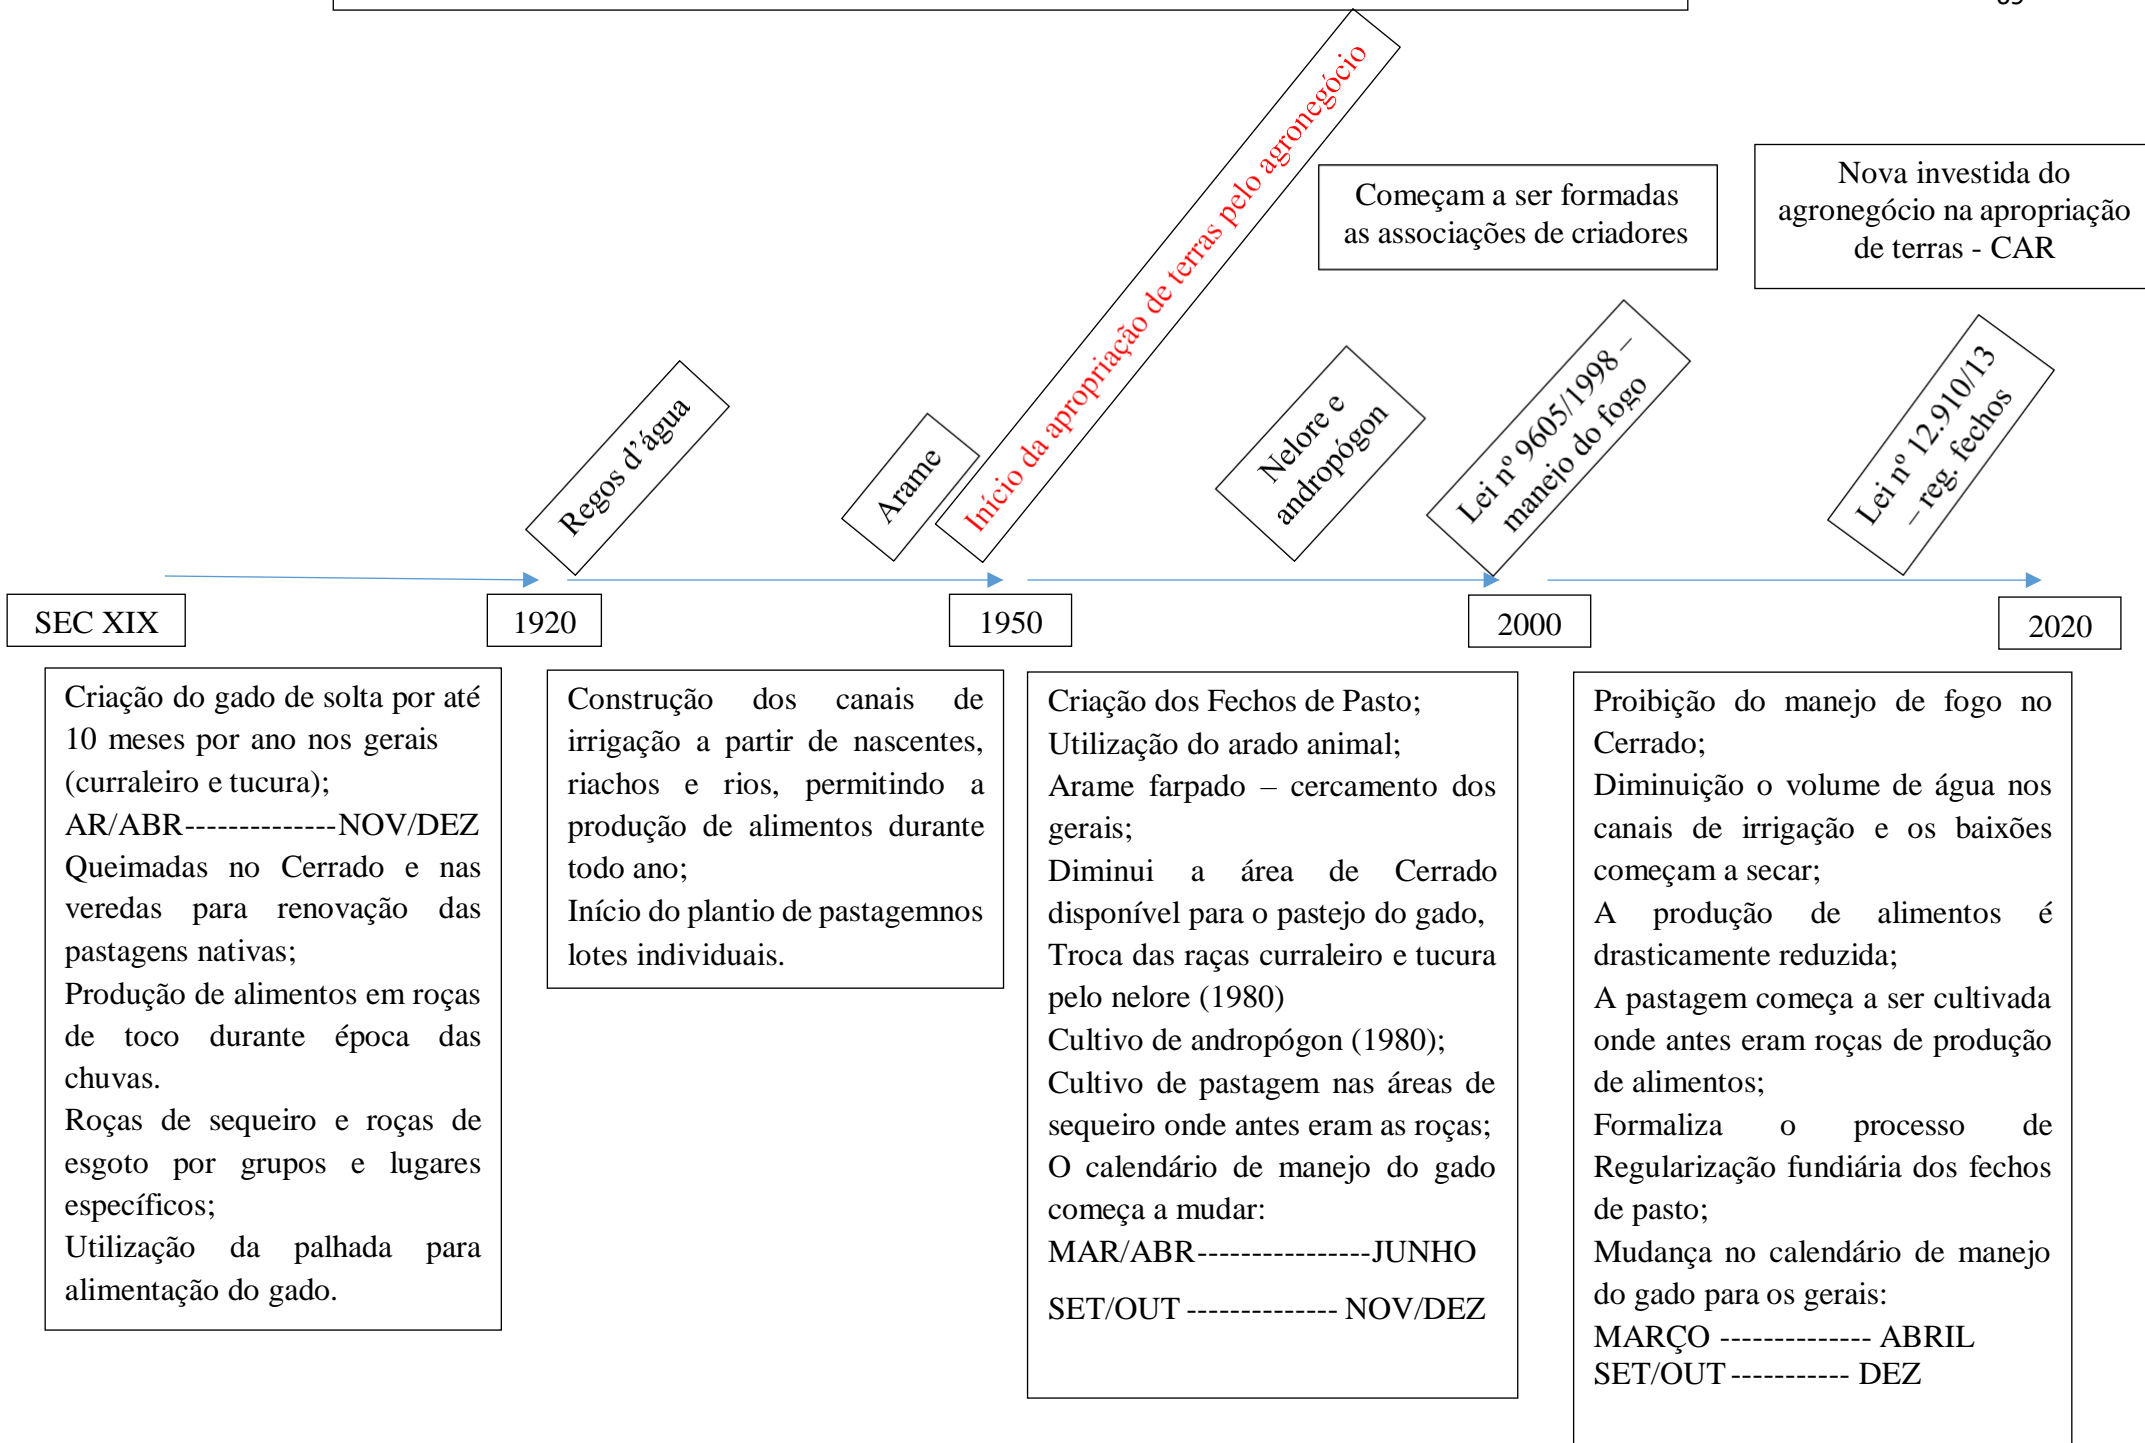 Início da apropriação de terras pelo agronegócio
Começam a ser formadas
as associações de criadores
Nova investida do
agronegócio na apropriação
de terras - CAR
Regos d’água
Arame
Nelore e
andropógon
Lei nº 9605/1998 –
manejo do fogo
Lei nº 12.910/13
– reg. fechos
SEC XIX
1920
1950
2000
2020
Criação do gado de solta por até
10 meses por ano nos gerais
(curraleiro e tucura);
AR/ABR--------------NOV/DEZ
Queimadas no Cerrado e nas
veredas para renovação das
pastagens nativas;
Produção de alimentos em roças
de toco durante época das
chuvas.
Roças de sequeiro e roças de
esgoto por grupos e lugares
específicos;
Utilização da palhada para
alimentação do gado.
Construção dos canais de
irrigação a partir de nascentes,
riachos e rios, permitindo a
produção de alimentos durante
todo ano;
Início do plantio de pastagemnos
lotes individuais.
Criação dos Fechos de Pasto;
Utilização do arado animal;
Arame farpado – cercamento dos
gerais;
Diminui a área de Cerrado
disponível para o pastejo do gado,
Troca das raças curraleiro e tucura
pelo nelore (1980)
Cultivo de andropógon (1980);
Cultivo de pastagem nas áreas de
sequeiro onde antes eram as roças;
O calendário de manejo do gado
começa a mudar:
MAR/ABR----------------JUNHO
SET/OUT -------------- NOV/DEZ
Proibição do manejo de fogo no
Cerrado;
Diminuição o volume de água nos
canais de irrigação e os baixões
começam a secar;
A produção de alimentos é
drasticamente reduzida;
A pastagem começa a ser cultivada
onde antes eram roças de produção
de alimentos;
Formaliza o processo de
Regularização fundiária dos fechos
de pasto;
Mudança no calendário de manejo
do gado para os gerais:
MARÇO -------------- ABRIL
SET/OUT ----------- DEZ